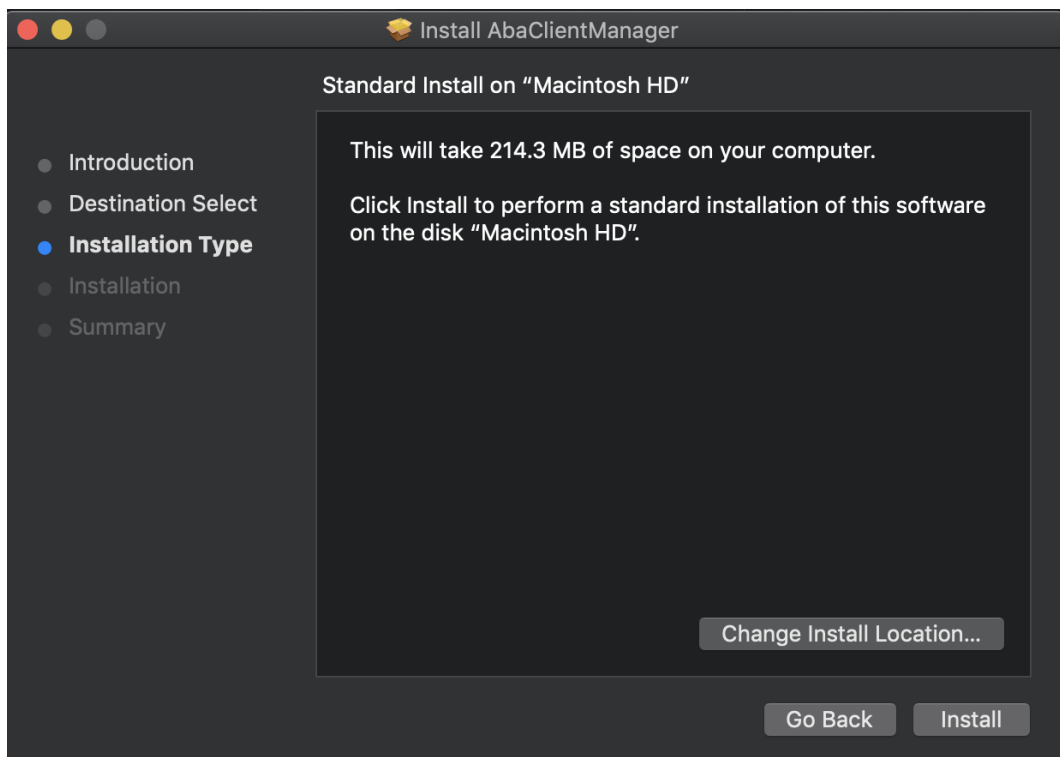 Install AbaClientManager
Standard Install on “Macintosh HD”
Introduction
Destination Select
Installation Type
Installation
Summary
This will take 214.3 MB of space on your computer.
Click Install to perform a standard installation of this software
on the disk “Macintosh HD”.
Change Install Location...
Go Back
Install